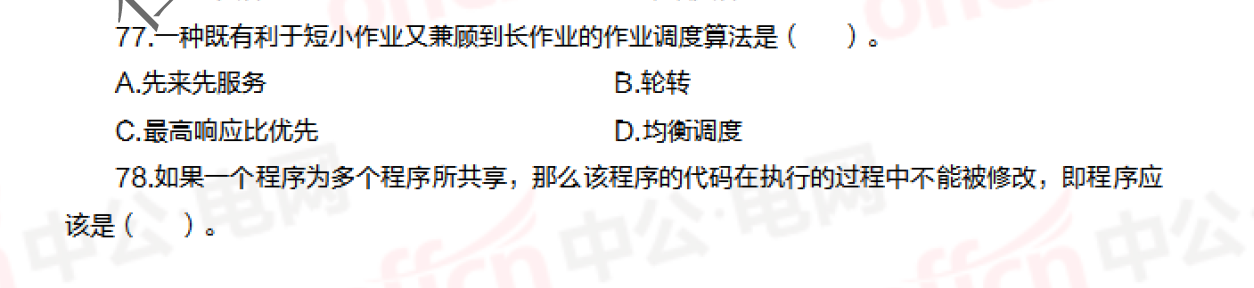 77.一种既有利于短小作业又兼顾到长作业的作业调度算法是（　　）。
A.先来先服务 B.轮转
C.最高响应比优先 D.均衡调度
78.如果一个程序为多个程序所共享，那么该程序的代码在执行的过程中不能被修改，即程序应
该是（　　）。
中公·电网 offcn 中公·电网 offcn 中公